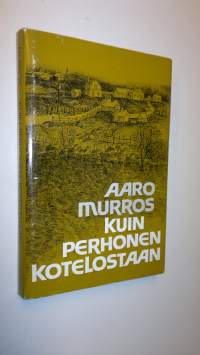 AARO
MURROS
KUIN
PERHONEN
KOTELOSTAAN